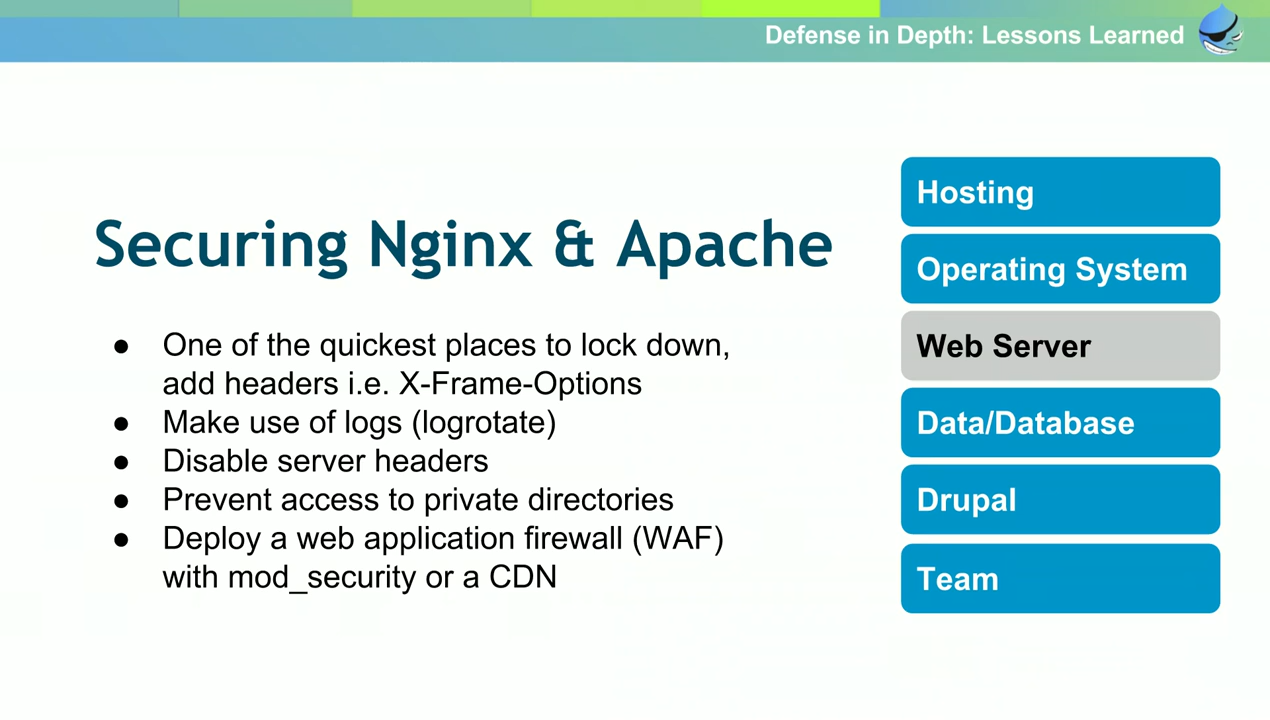 Defense in Depth: Lessons Learned
Securing Nginx & Apache
● One of the quickest places to lock down,
add headers i.e. X-Frame-Options
● Make use of logs (logrotate)
● Disable server headers
● Prevent access to private directories
● Deploy a web application firewall (WAF)
with mod_security or a CDN
Hosting
Operating System
Web Server
Data/Database
Drupal
Team